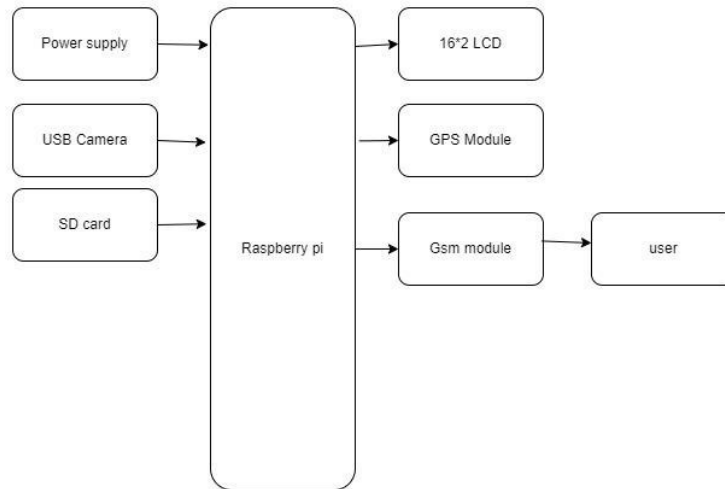 Power supply
16*2 LCD
USB Camera
GPS Module
SD card
Raspberry pi
Gsm module
user